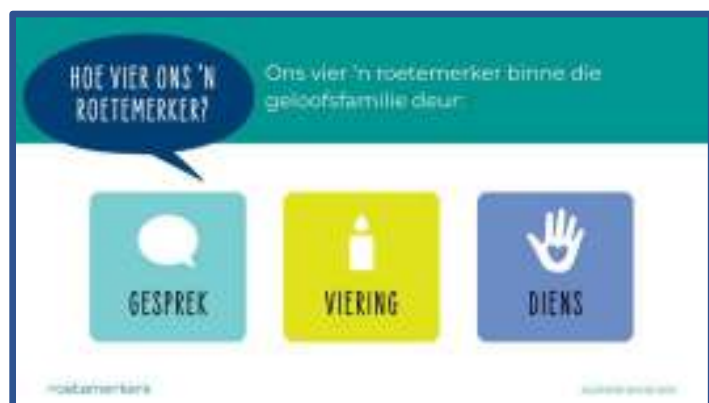 HOE VIER ONS 'N
ROETEMERKER?
Ons vier 'n roetemerker binne die
geloofsfamilie deur:
GESPREK
VIERING
DIENS
roetemerkers